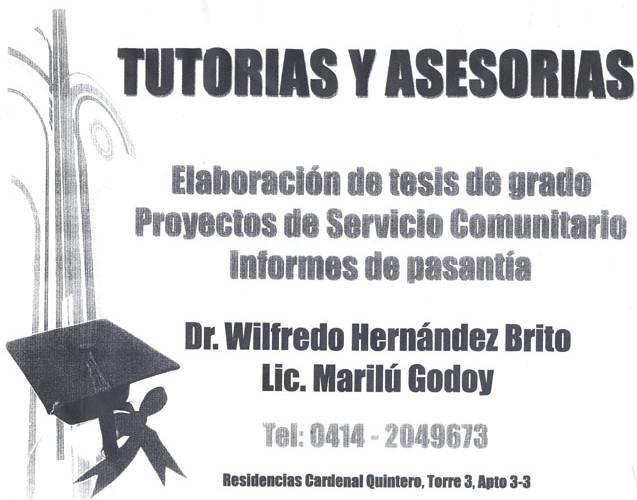 TUTORIAS Y ASESORIAS
Elaboración de tesis de grado
Proyectos de Servicio Comunitario
Informes de pasantía
Dr. Wilfredo Hernández Brito
Lic. Marilú Godoy
Tel: 0414 - 2049673
Residencias Cardenal Quintero, Torre 3, Apto 3-3